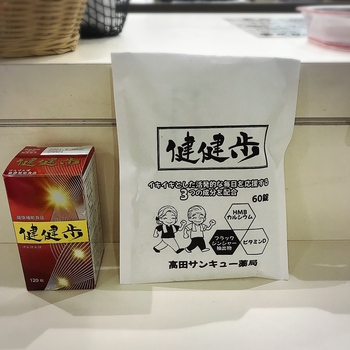 健康補助食品
健健歩
120粒
健健歩
イキイキとした活発的な毎日を応援する
3つの成分を配合
60錠
HMB
カルシウム
ブラック
ジンジャー
抽出物
ビタミンD
高田サンキュー薬局